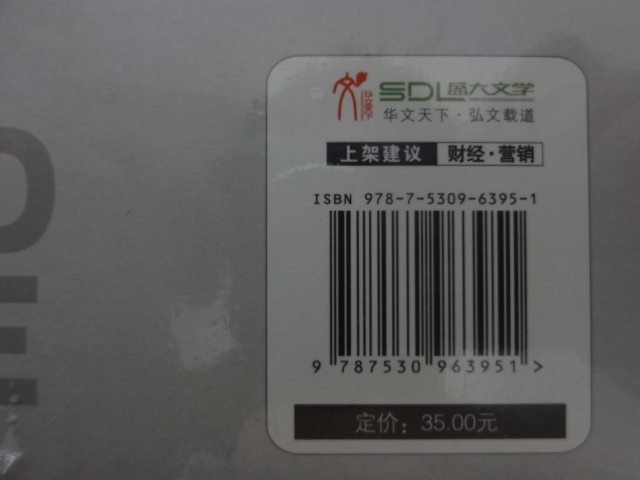 SDL盛大文学
华文天下·弘文载道
上架建议 财经·营销
ISBN 978-7-5309-6395-1
9 787530 963951 >
定价：35.00元